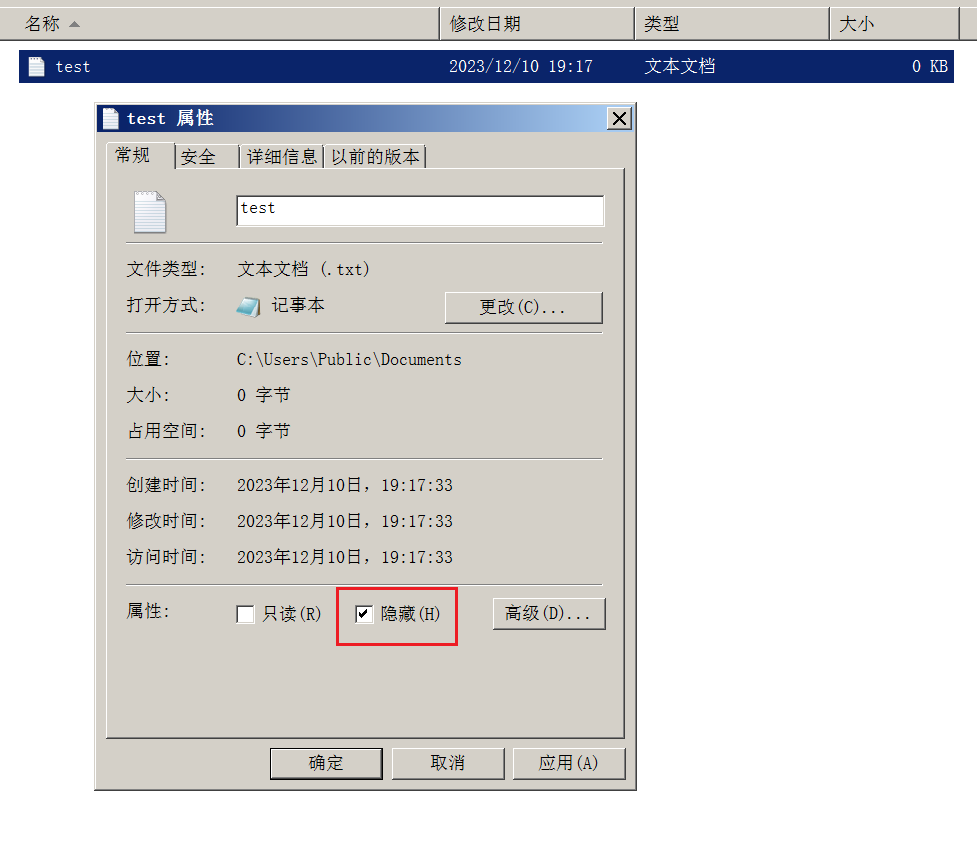 名称 修改日期 类型 大小
test 2023/12/10 19:17 文本文档 0 KB
test 属性
常规 安全 详细信息 以前的版本
test
文件类型: 文本文档 (.txt)
打开方式: 记事本 更改(C)...
位置: C:\Users\Public\Documents
大小: 0 字节
占用空间: 0 字节
创建时间: 2023年12月10日, 19:17:33
修改时间: 2023年12月10日, 19:17:33
访问时间: 2023年12月10日, 19:17:33
属性: 只读(R) 隐藏(H) 高级(D)...
确定 取消 应用(A)